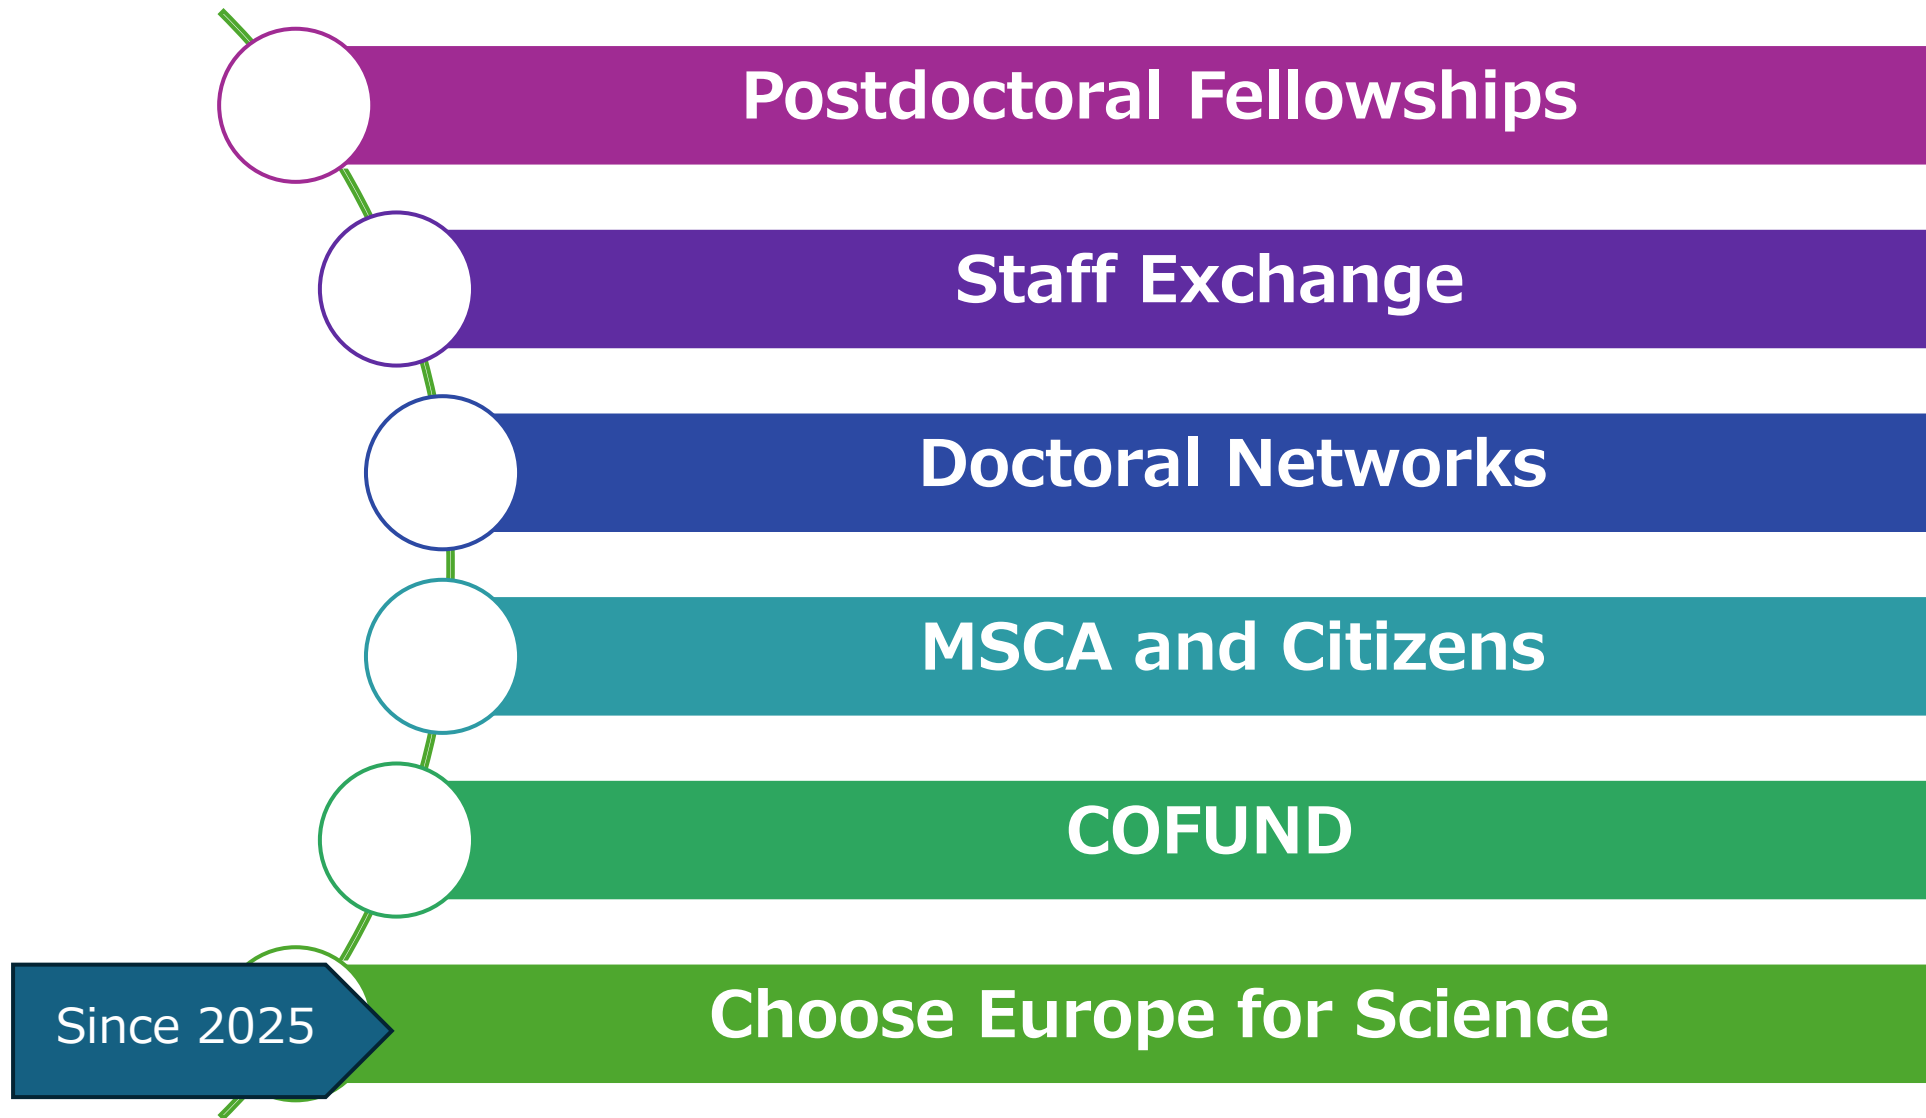 Postdoctoral Fellowships
Staff Exchange
Doctoral Networks
MSCA and Citizens
COFUND
Since 2025
Choose Europe for Science